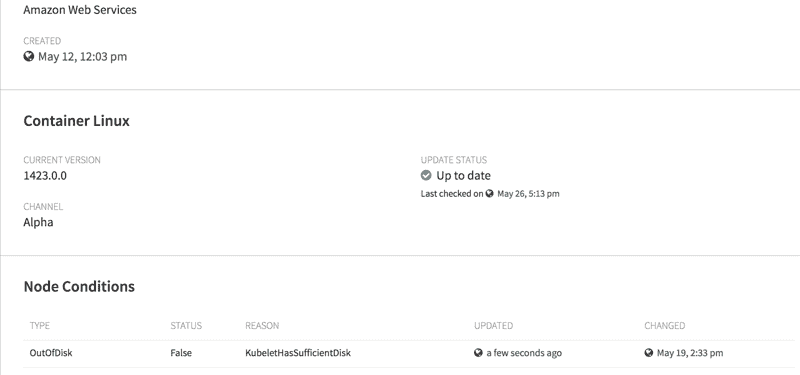 Amazon Web Services
CREATED
May 12, 12:03 pm
Container Linux
CURRENT VERSION
1423.0.0
UPDATE STATUS
Up to date
Last checked on May 26, 5:13 pm
CHANNEL
Alpha
Node Conditions
TYPE STATUS REASON UPDATED CHANGED
OutOfDisk False KubeletHasSufficientDisk a few seconds ago May 19, 2:33 pm